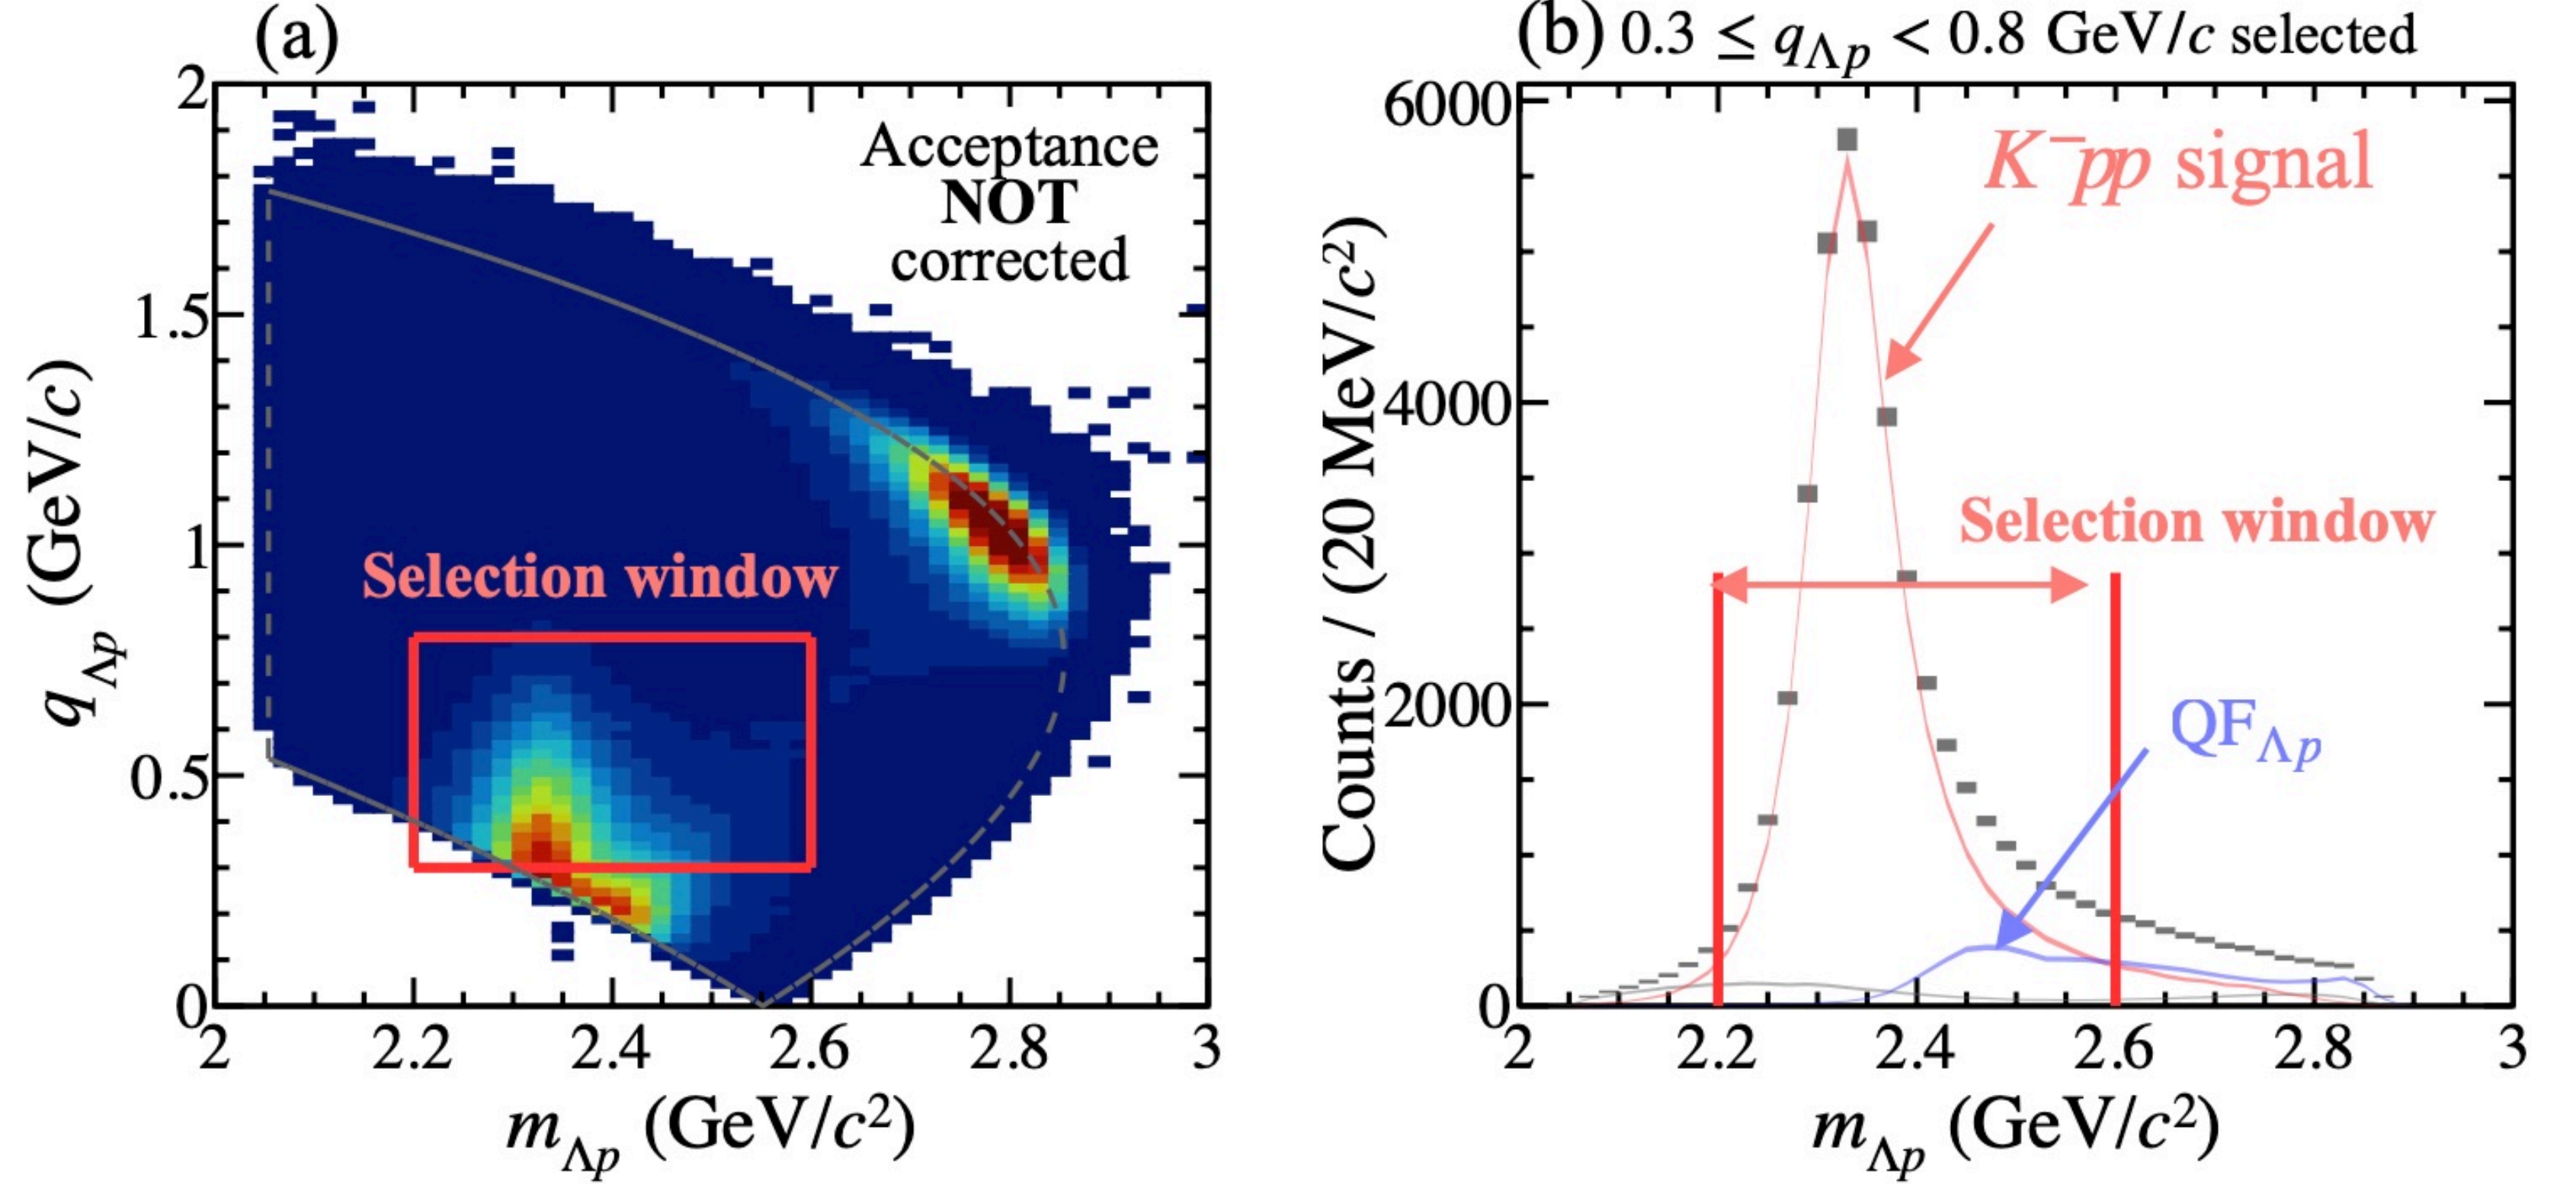 (a)
2
1.5
1
0.5
0
2
2.2
2.4
2.6
2.8
3
q_Λp (GeV/c)
m_Λp (GeV/c²)
Acceptance
NOT
corrected
Selection window
(b) 0.3 ≤ q_Λp < 0.8 GeV/c selected
6000
4000
2000
0
2
2.2
2.4
2.6
2.8
3
Counts / (20 MeV/c²)
m_Λp (GeV/c²)
K⁻pp signal
Selection window
QF_Λp